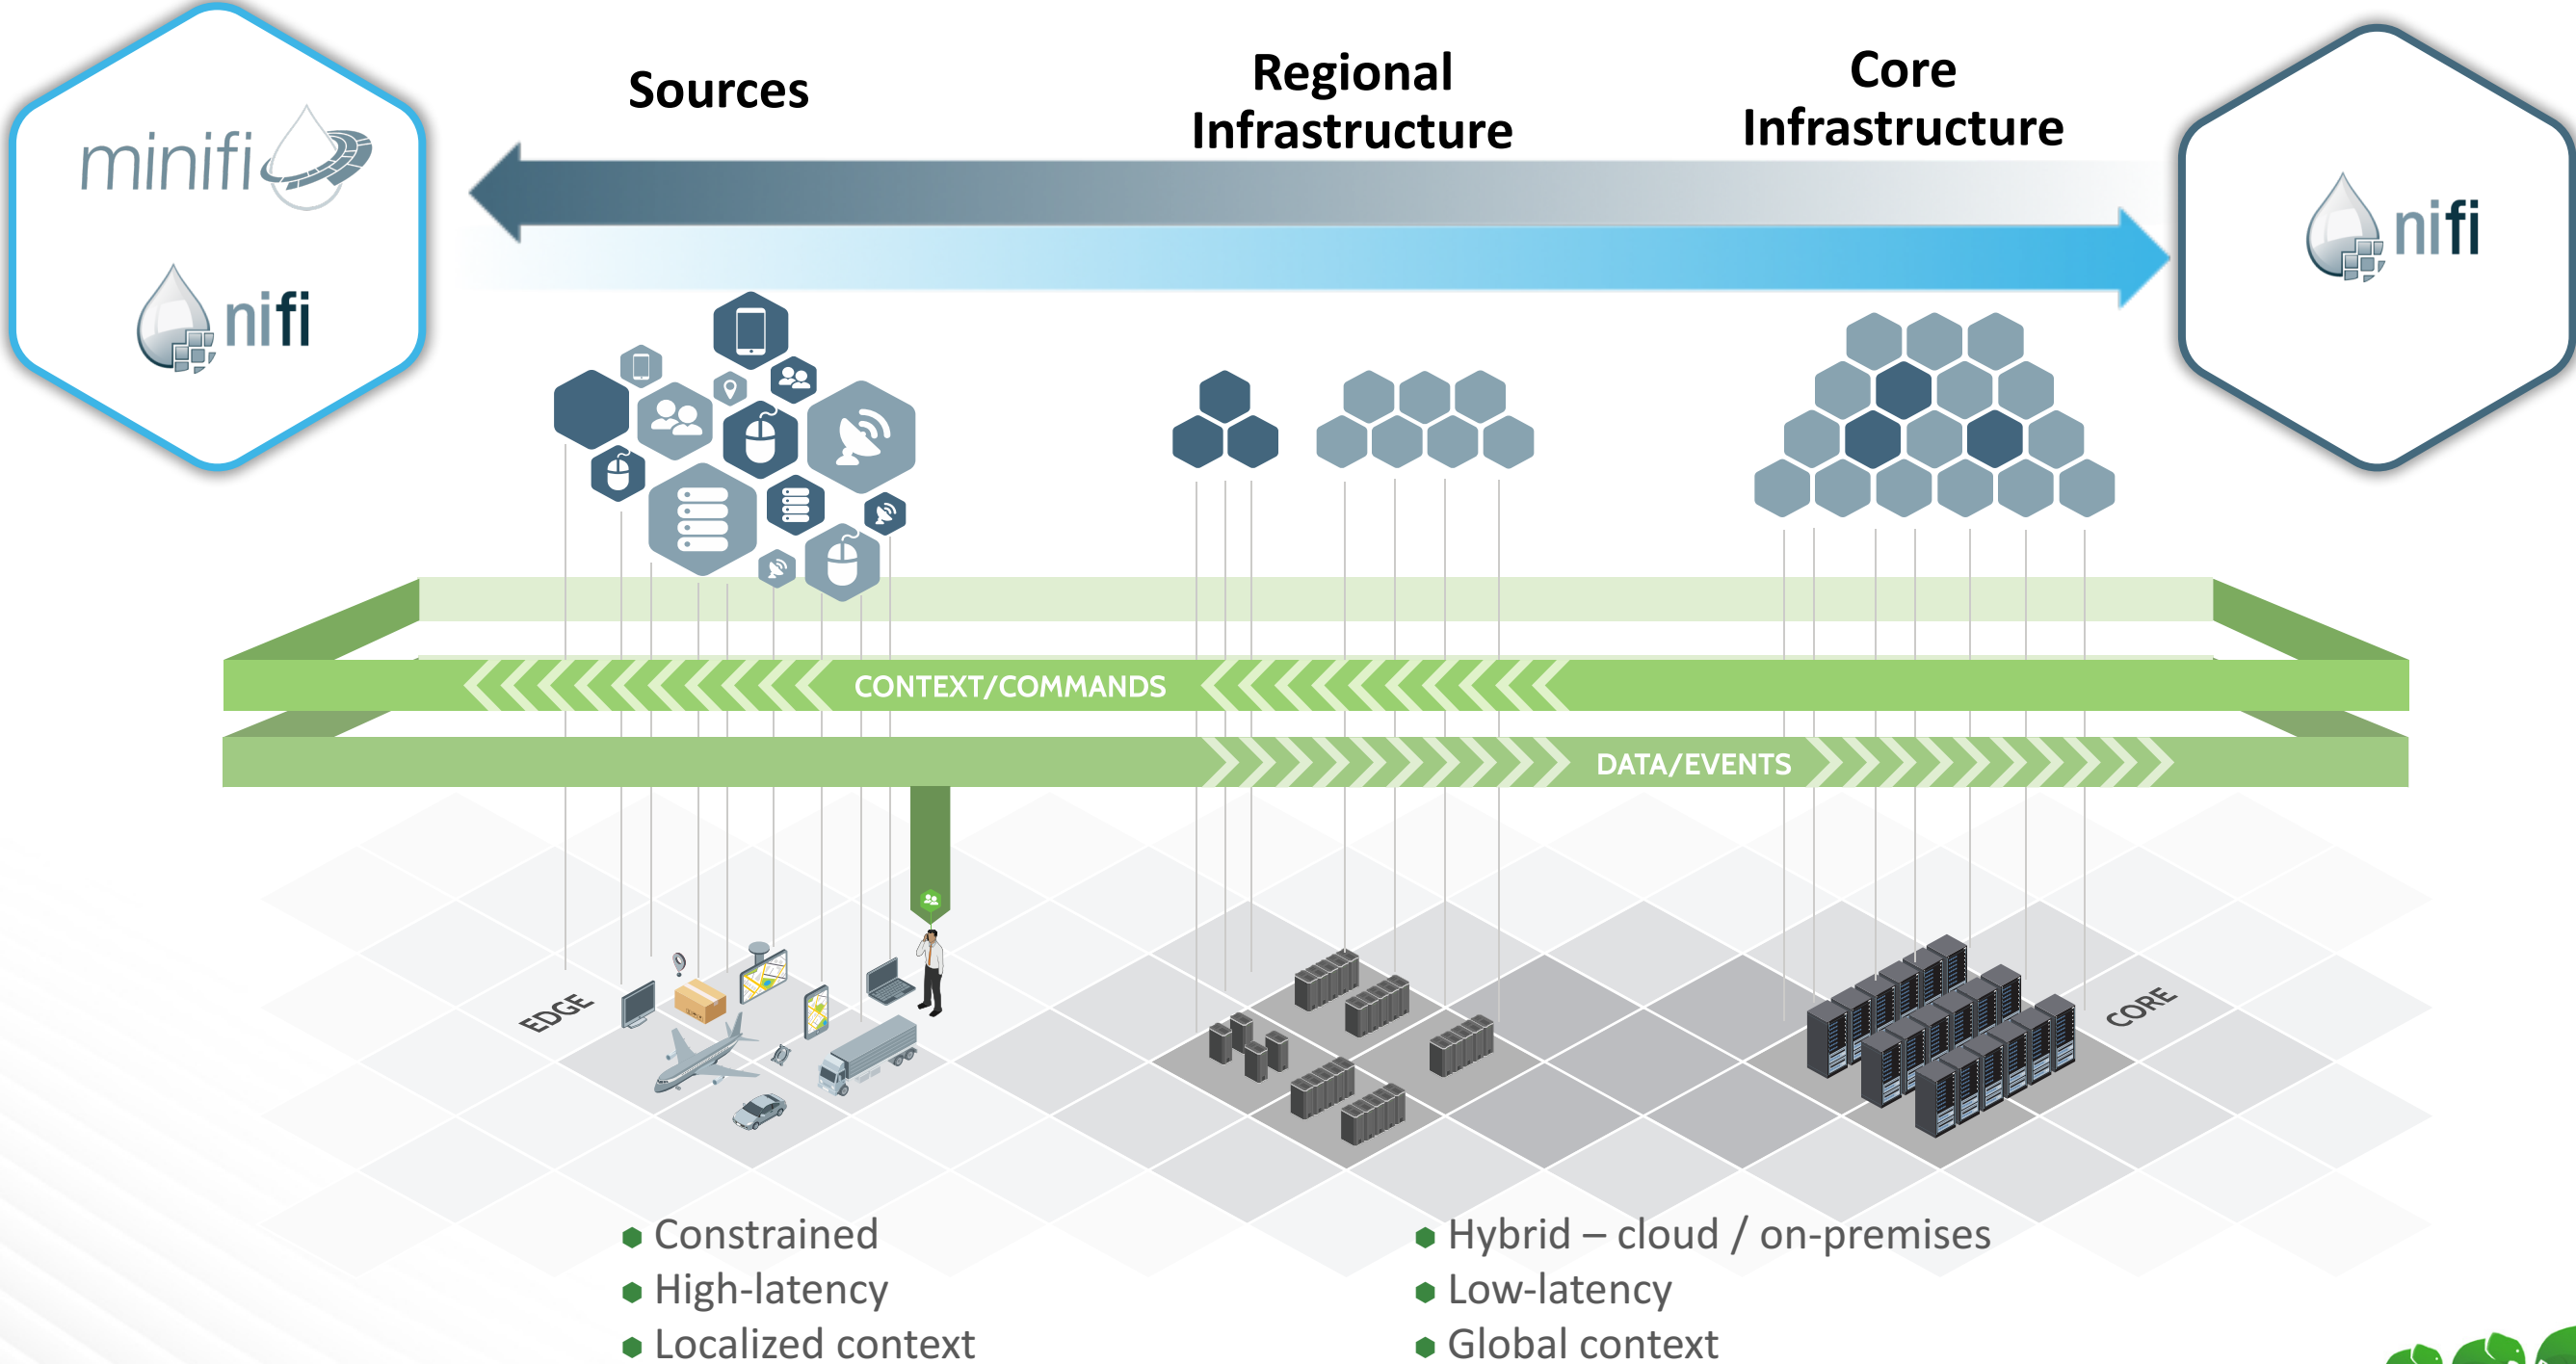 minifi
nifi
Sources
Regional
Infrastructure
Core
Infrastructure
nifi
CONTEXT/COMMANDS
DATA/EVENTS
EDGE
CORE
Constrained
High-latency
Localized context
Hybrid – cloud / on-premises
Low-latency
Global context